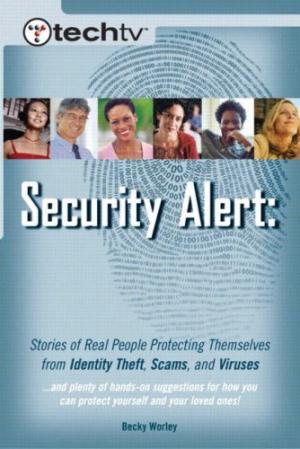 techtv™
Security Alert:
Stories of Real People Protecting Themselves
from Identity Theft, Scams, and Viruses
...and plenty of hands-on suggestions for how you
can protect yourself and your loved ones!
Becky Worley